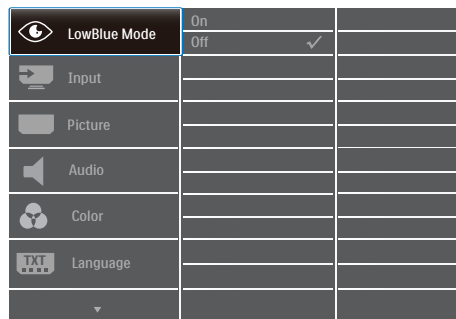 LowBlue Mode
On
Off
Input
Picture
Audio
Color
TXT
Language